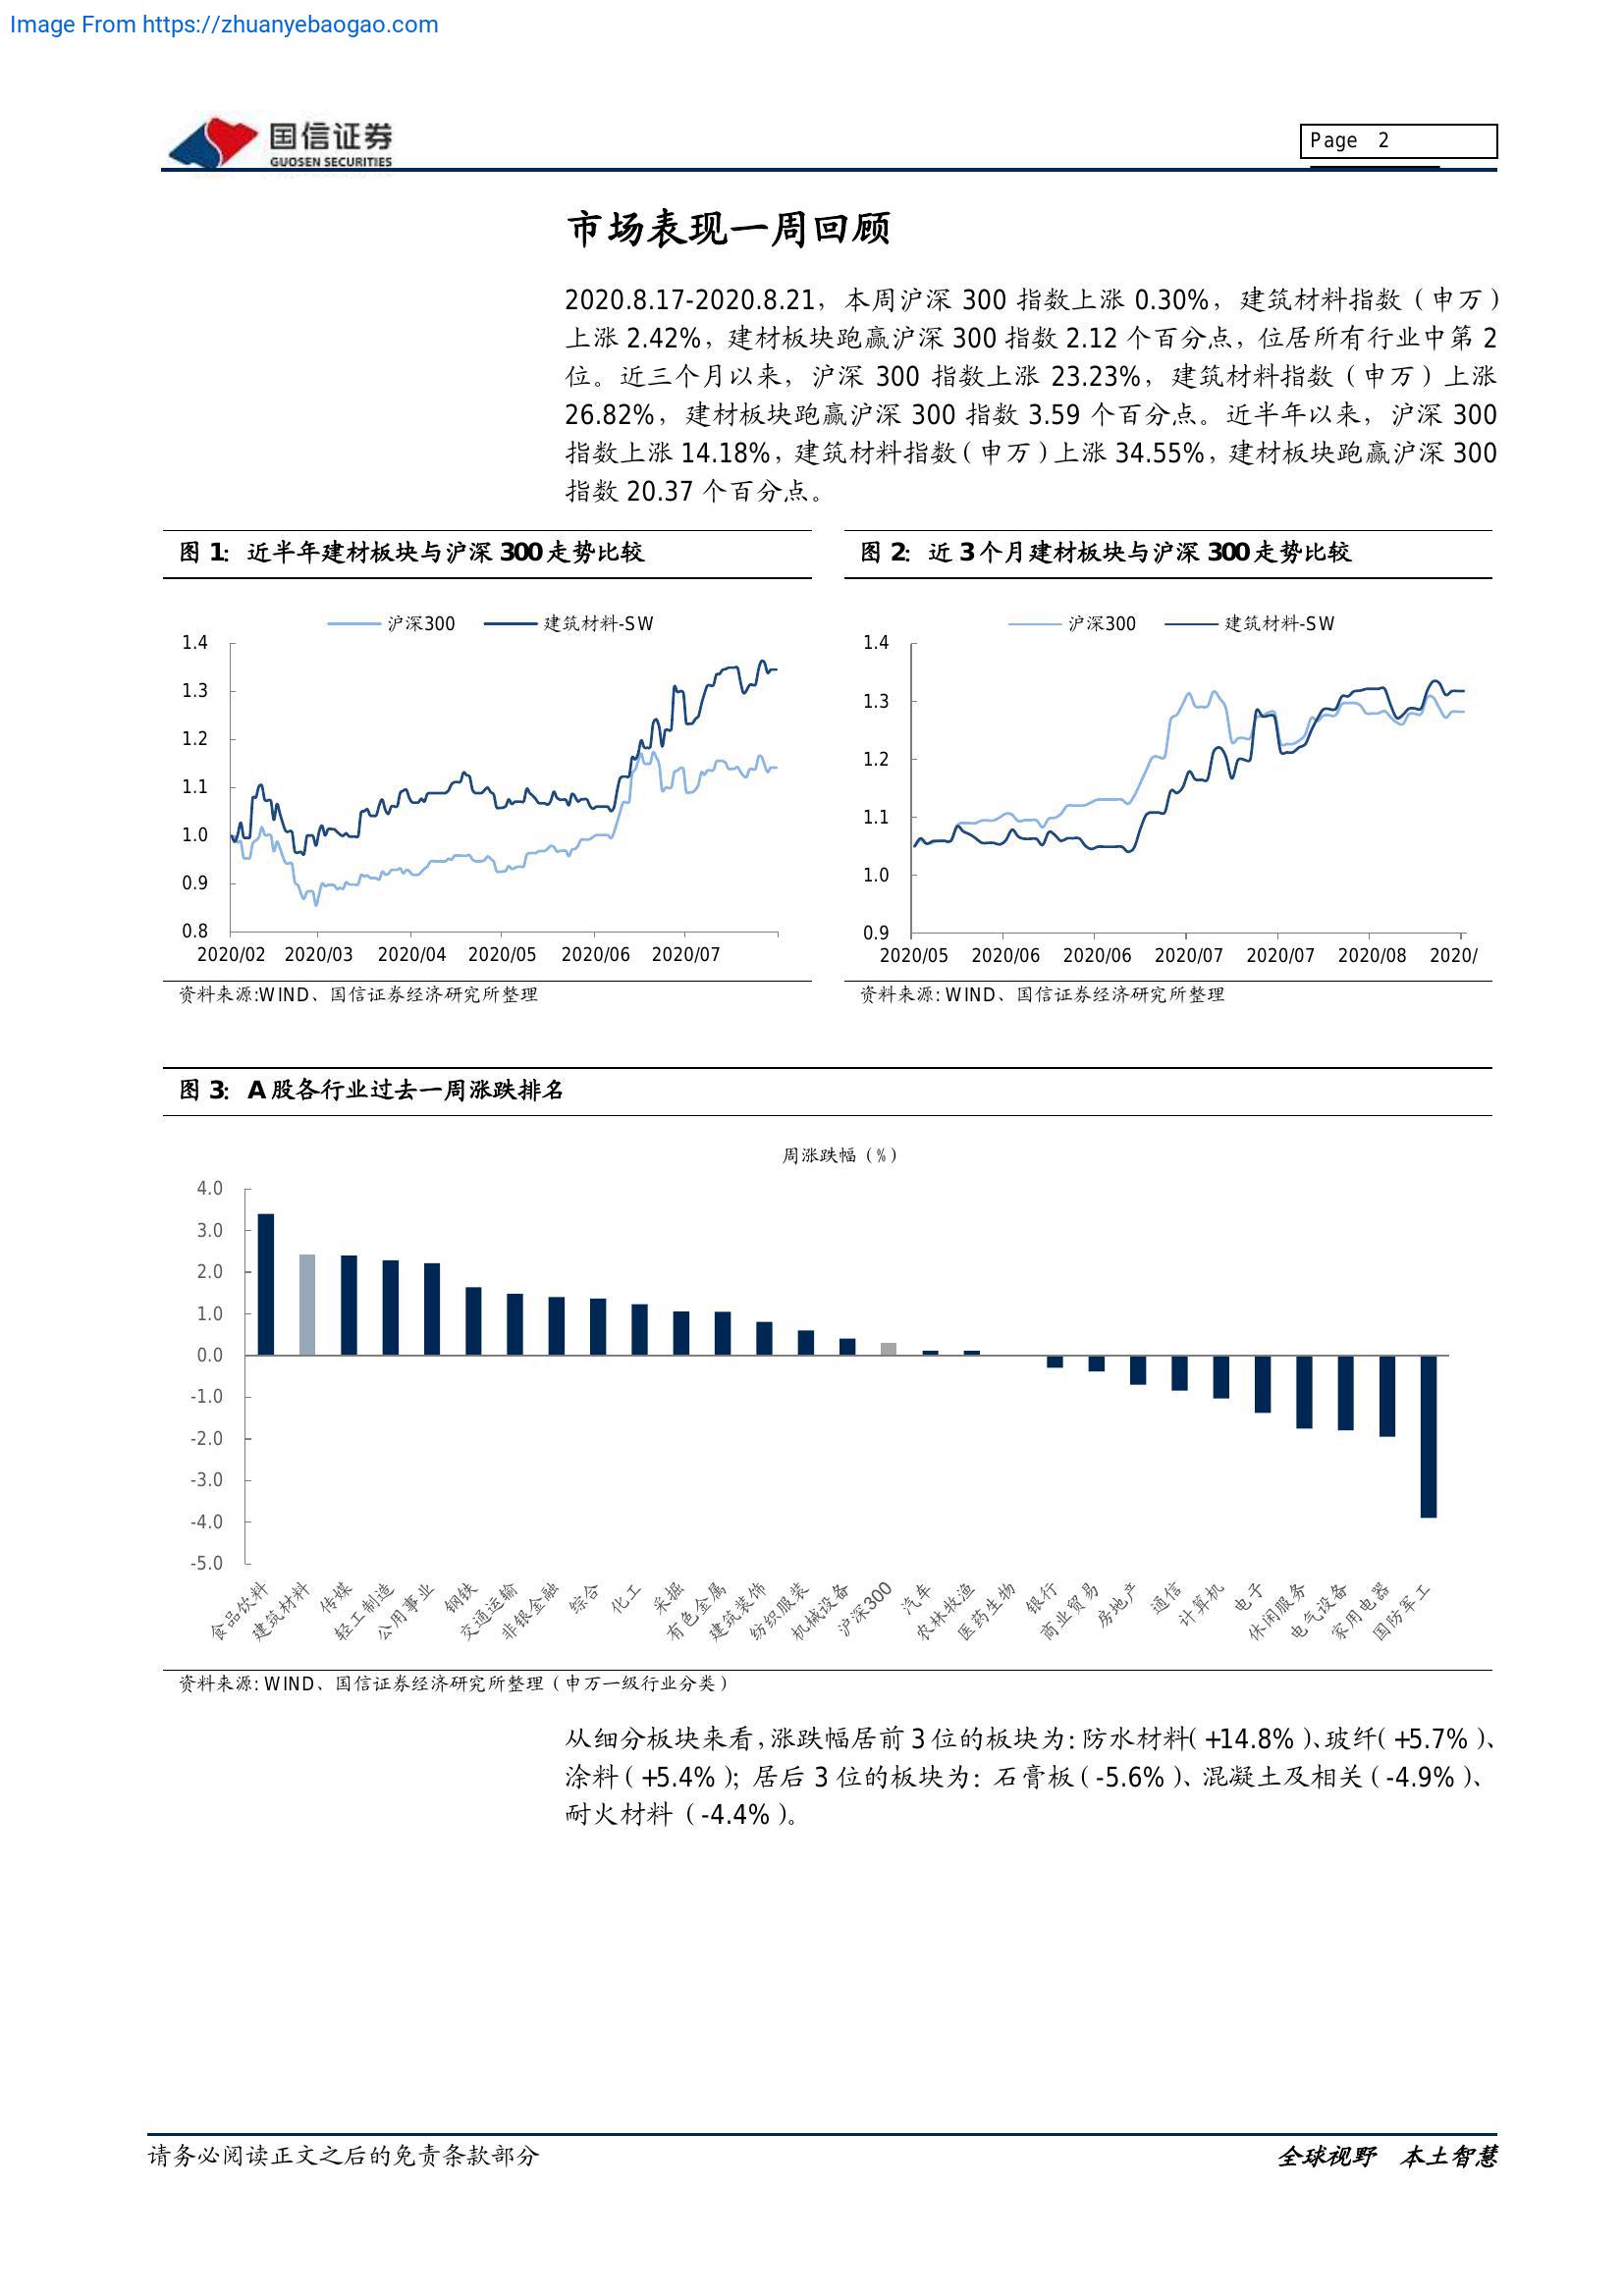 Image From https://zhuanyebaogao.com
国信证券
GUOSEN SECURITIES
Page 2
市场表现一周回顾
2020.8.17-2020.8.21，本周沪深 300 指数上涨 0.30%，建筑材料指数（申万）
上涨 2.42%，建材板块跑赢沪深 300 指数 2.12 个百分点，位居所有行业中第 2
位。近三个月以来，沪深 300 指数上涨 23.23%，建筑材料指数（申万）上涨
26.82%，建材板块跑赢沪深 300 指数 3.59 个百分点。近半年以来，沪深 300
指数上涨 14.18%，建筑材料指数（申万）上涨 34.55%，建材板块跑赢沪深 300
指数 20.37 个百分点。
图 1：近半年建材板块与沪深 300 走势比较
沪深300 建筑材料-SW
1.4
1.3
1.2
1.1
1.0
0.9
0.8
2020/02 2020/03 2020/04 2020/05 2020/06 2020/07
资料来源:WIND、国信证券经济研究所整理
图 2：近 3 个月建材板块与沪深 300 走势比较
沪深300 建筑材料-SW
1.4
1.3
1.2
1.1
1.0
0.9
2020/05 2020/06 2020/06 2020/07 2020/07 2020/08 2020/
资料来源: WIND、国信证券经济研究所整理
图 3：A 股各行业过去一周涨跌排名
周涨跌幅（%）
4.0
3.0
2.0
1.0
0.0
-1.0
-2.0
-3.0
-4.0
-5.0
食品饮料 建筑材料 传媒 轻工制造 公用事业 钢铁 交通运输 非银金融 综合 化工 采掘 有色金属 建筑装饰 纺织服装 机械设备 沪深300 汽车 农林牧渔 医药生物 银行 商业贸易 房地产 通信 计算机 电子 休闲服务 电气设备 家用电器 国防军工
资料来源: WIND、国信证券经济研究所整理（申万一级行业分类）
从细分板块来看，涨跌幅居前 3 位的板块为：防水材料（+14.8%）、玻纤（+5.7%）、
涂料（+5.4%）；居后 3 位的板块为：石膏板（-5.6%）、混凝土及相关（-4.9%）、
耐火材料（-4.4%）。
请务必阅读正文之后的免责条款部分
全球视野 本土智慧